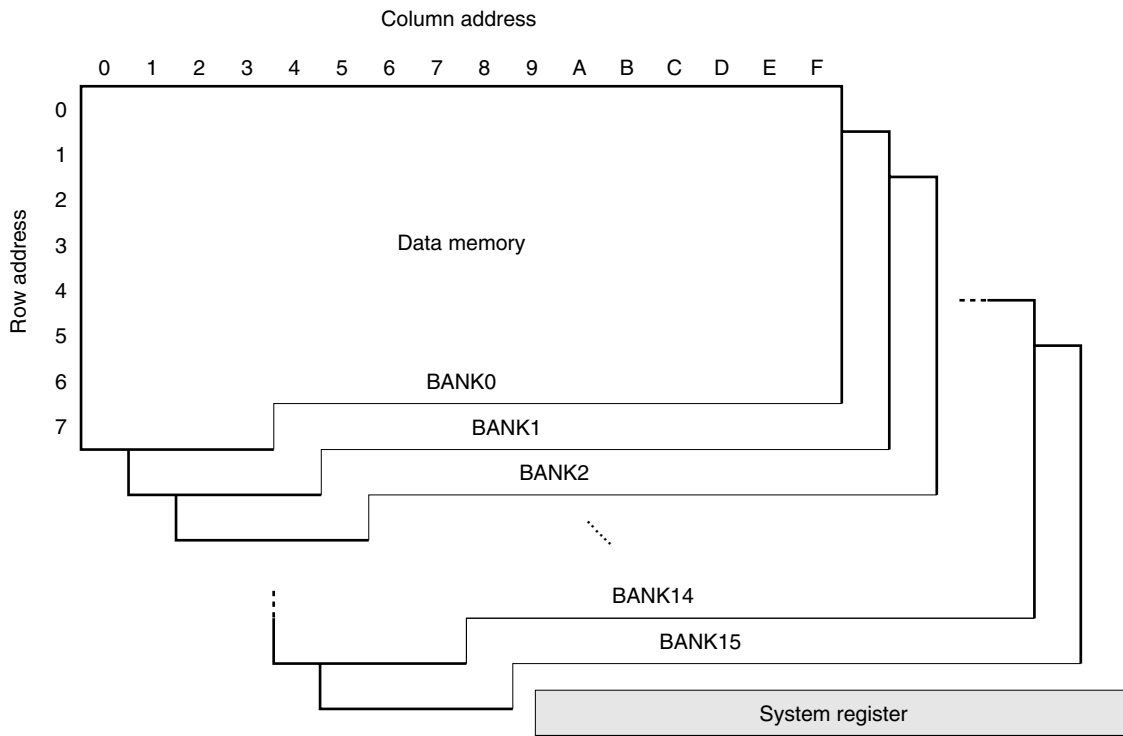 Column address
0 1 2 3 4 5 6 7 8 9 A B C D E F
Row address
0
1
2
3
4
5
6
7
Data memory
BANK0
BANK1
BANK2
BANK14
BANK15
System register